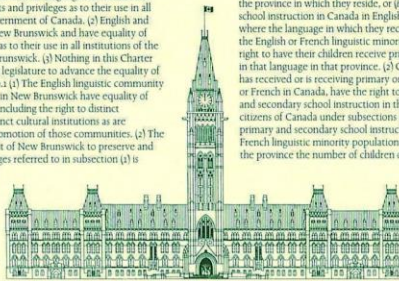 ts and privileges as to their use in all
ernment of Canada. (2) English and
ew Brunswick and have equality of
as to their use in all institutions of the
runswick. (3) Nothing in this Charter
legislature to advance the equality of
.1 (1) The English linguistic community
in New Brunswick have equality of
including the right to distinct
nct cultural institutions as are
omotion of those communities. (2) The
t of New Brunswick to preserve and
ges referred to in subsection (1) is
the province in which they reside, or (
school instruction in Canada in English
where the language in which they rec
the English or French linguistic minor
right to have their children receive pri
in that language in that province. (2) C
has received or is receiving primary or
or French in Canada, have the right to
and secondary school instruction in th
citizens of Canada under subsections
primary and secondary school instruc
French linguistic minority population
the province the number of children o